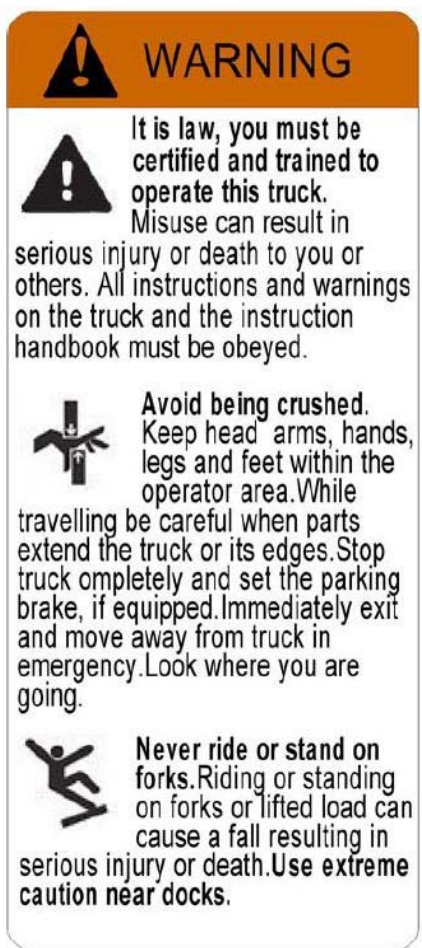 WARNING
It is law, you must be
certified and trained to
operate this truck.
Misuse can result in
serious injury or death to you or
others. All instructions and warnings
on the truck and the instruction
handbook must be obeyed.
Avoid being crushed.
Keep head arms, hands,
legs and feet within the
operator area.While
travelling be careful when parts
extend the truck or its edges.Stop
truck ompletely and set the parking
brake, if equipped.Immediately exit
and move away from truck in
emergency.Look where you are
going.
Never ride or stand on
forks.Riding or standing
on forks or lifted load can
cause a fall resulting in
serious injury or death.Use extreme
caution near docks.